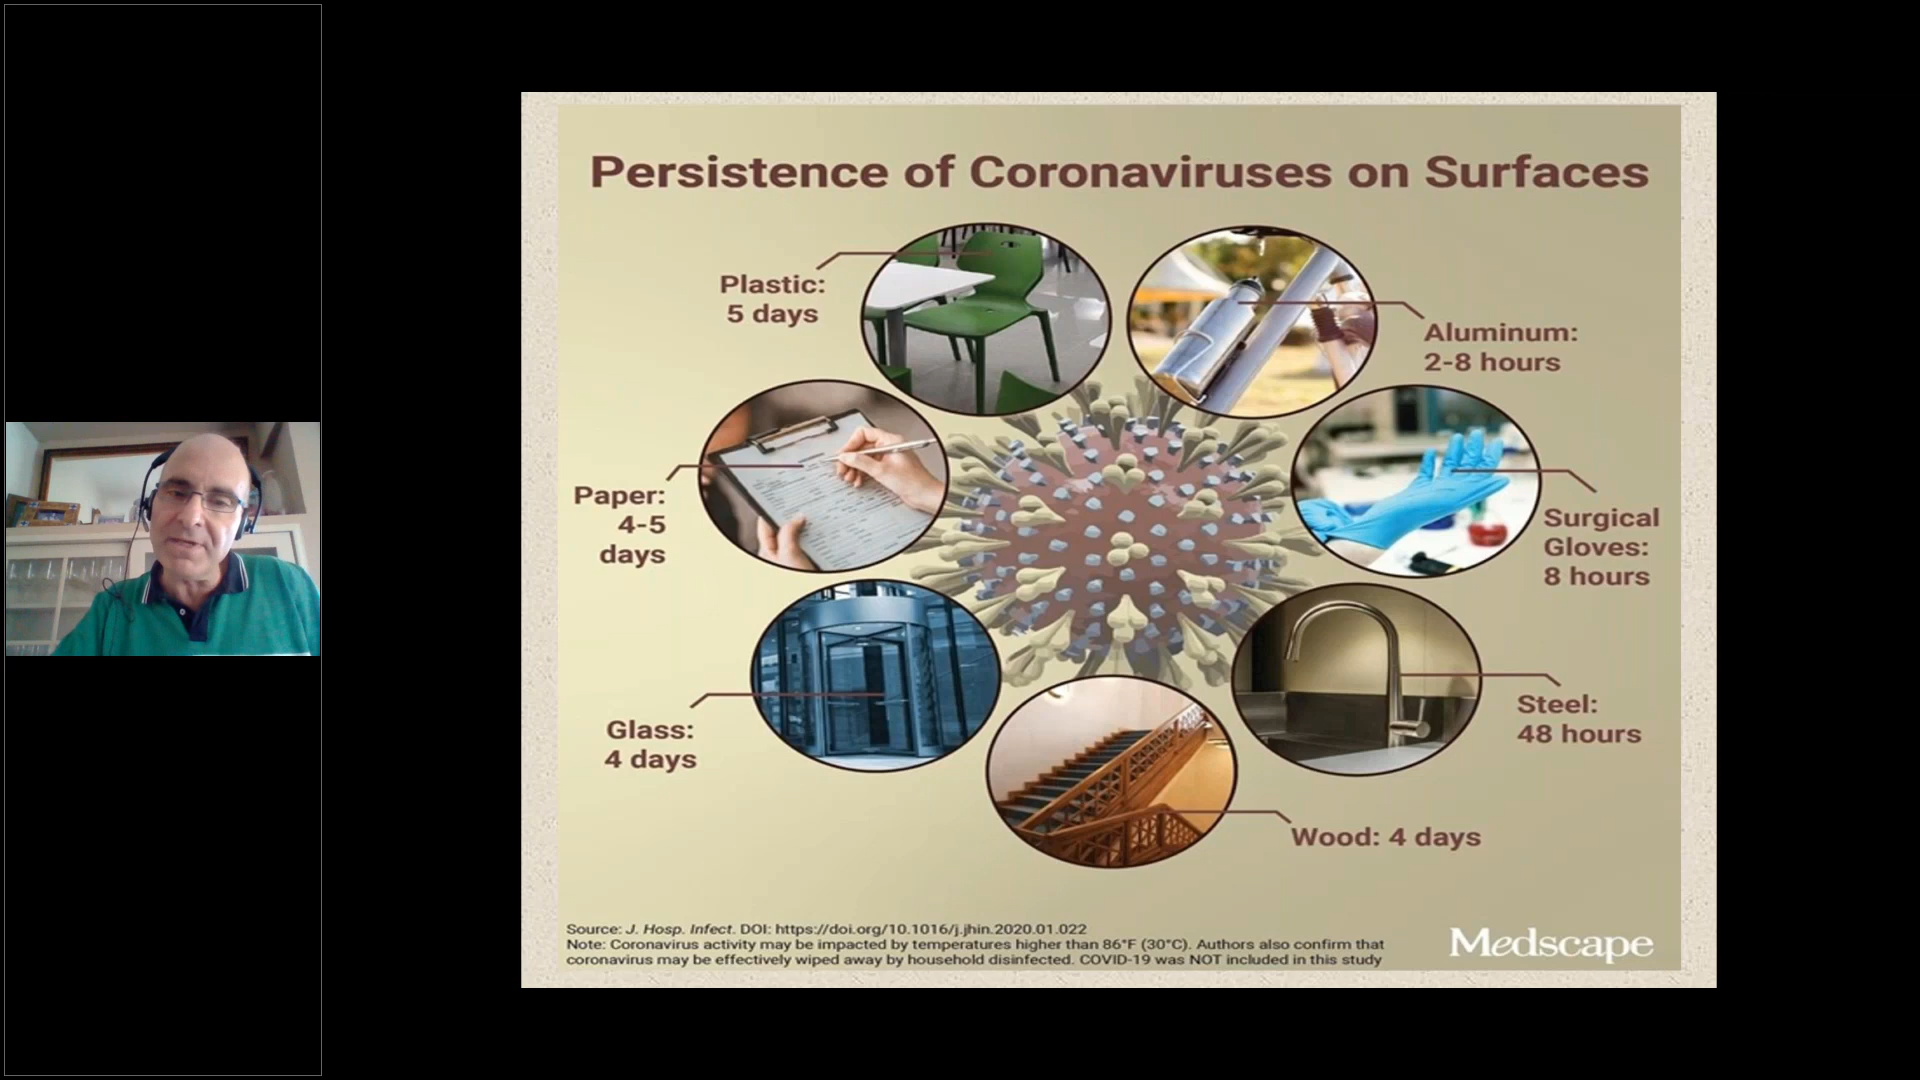 Persistence of Coronaviruses on Surfaces
Plastic:
5 days
Aluminum:
2-8 hours
Paper:
4-5
days
Surgical
Gloves:
8 hours
Glass:
4 days
Steel:
48 hours
Wood: 4 days
Source: J. Hosp. Infect. DOI: https://doi.org/10.1016/j.jhin.2020.01.022
Note: Coronavirus activity may be impacted by temperatures higher than 86°F (30°C). Authors also confirm that
coronavirus may be effectively wiped away by household disinfected. COVID-19 was NOT included in this study
Medscape